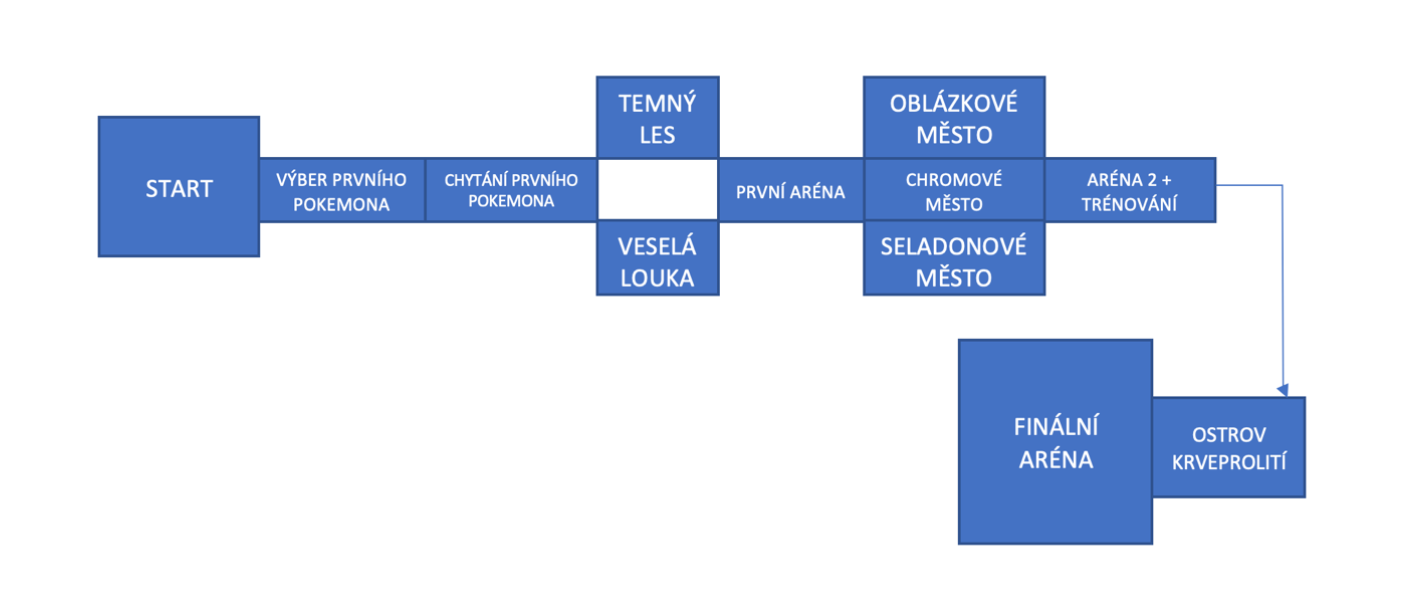 START
VÝBER PRVNÍHO
POKEMONA
CHYTÁNÍ PRVNÍHO
POKEMONA
TEMNÝ
LES
VESELÁ
LOUKA
PRVNÍ ARÉNA
OBLÁZKOVÉ
MĚSTO
CHROMOVÉ
MĚSTO
SELADONOVÉ
MĚSTO
ARÉNA 2 +
TRÉNOVÁNÍ
FINÁLNÍ
ARÉNA
OSTROV
KRVEPROLITÍ